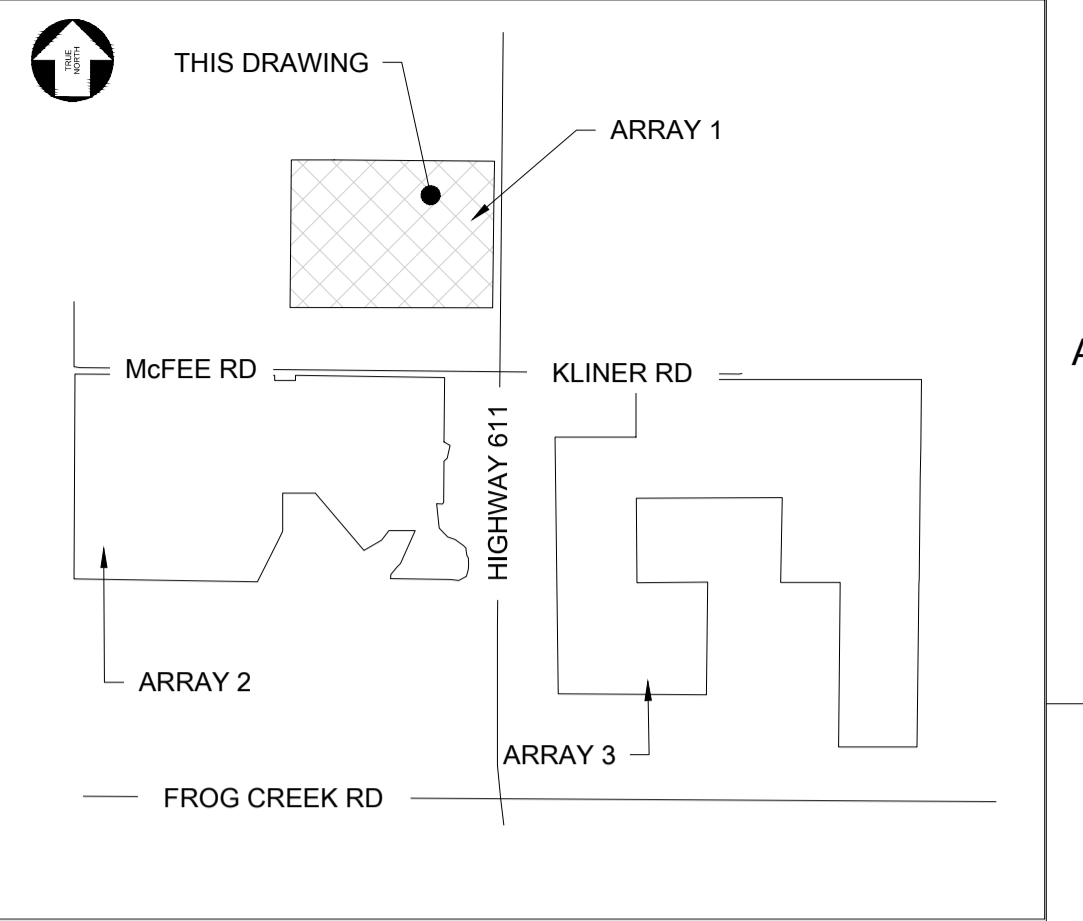 TRUE
NORTH
THIS DRAWING
ARRAY 1
McFEE RD
KLINER RD
HIGHWAY 611
ARRAY 2
ARRAY 3
FROG CREEK RD
A